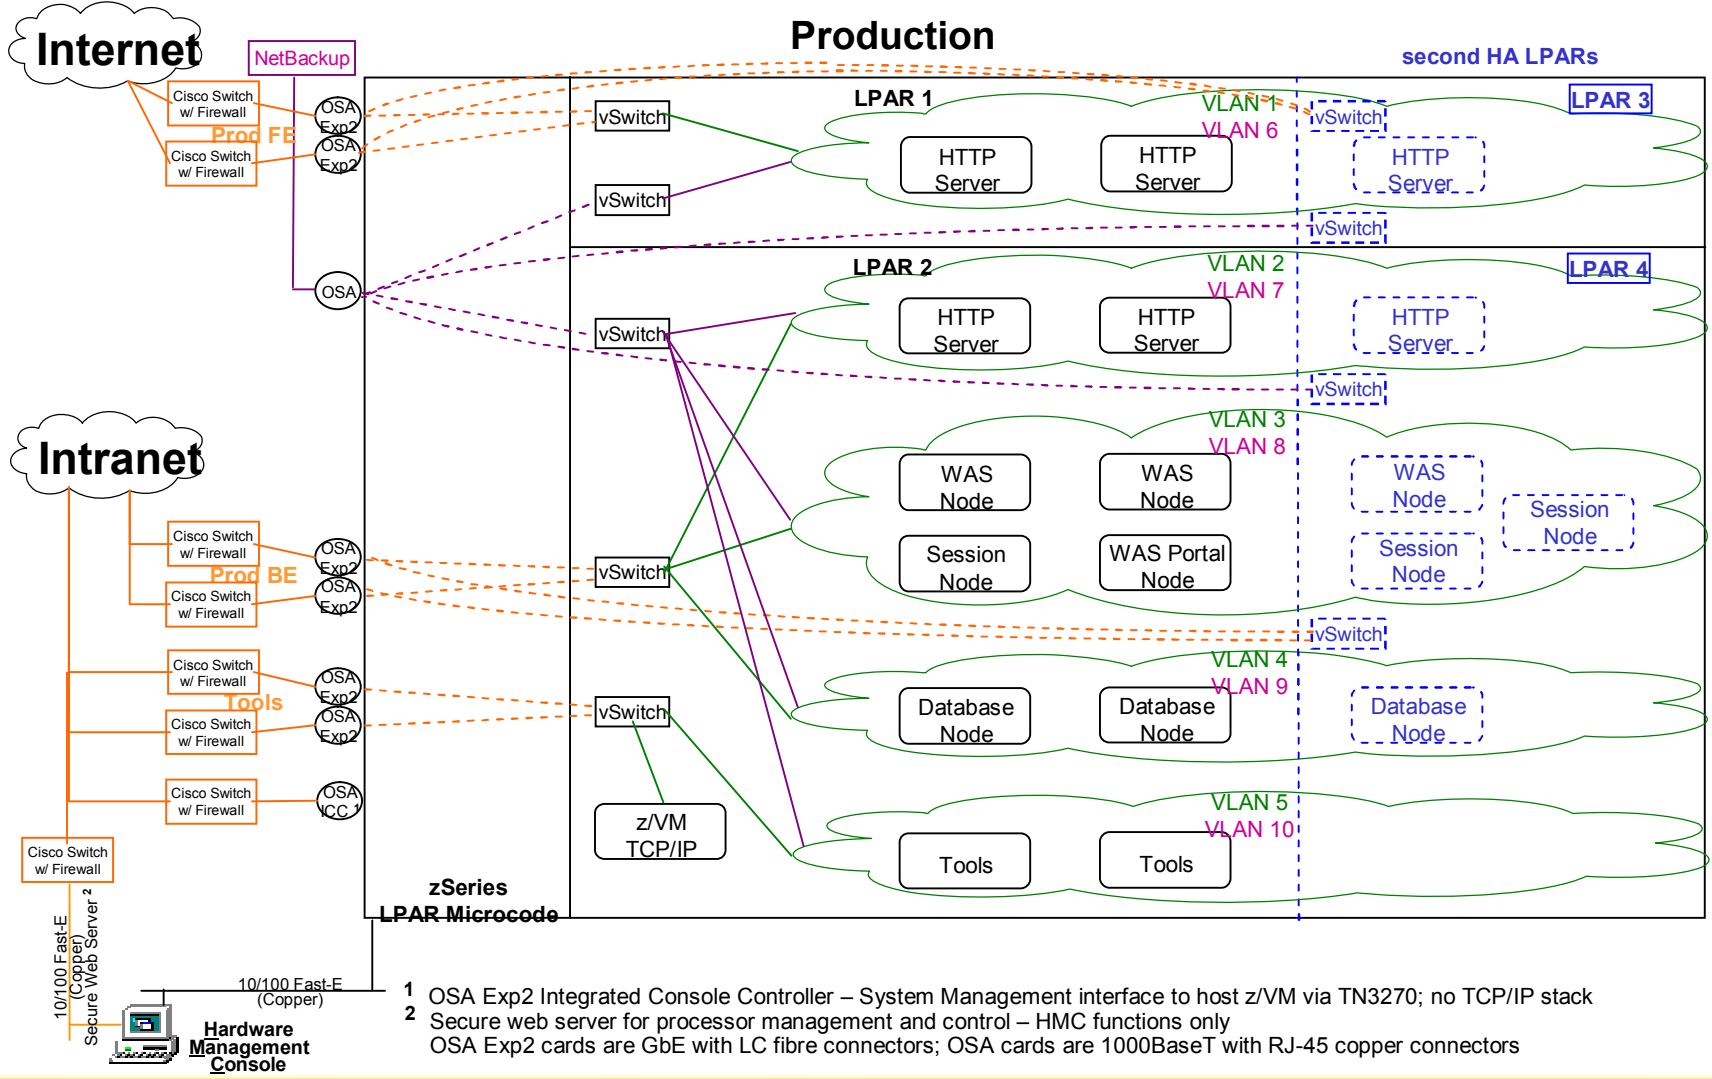 Production
Internet
NetBackup
second HA LPARs
Cisco Switch
w/ Firewall
OSA
Exp2
Prod FE
Cisco Switch
w/ Firewall
OSA
Exp2
vSwitch
LPAR 1
VLAN 1
VLAN 6
vSwitch
LPAR 3
HTTP
Server
HTTP
Server
HTTP
Server
vSwitch
vSwitch
OSA
LPAR 2
VLAN 2
VLAN 7
LPAR 4
vSwitch
HTTP
Server
HTTP
Server
HTTP
Server
vSwitch
Intranet
VLAN 3
VLAN 8
WAS
Node
WAS
Node
WAS
Node
Session
Node
Cisco Switch
w/ Firewall
OSA
Exp2
Prod BE
Cisco Switch
w/ Firewall
OSA
Exp2
vSwitch
Session
Node
WAS Portal
Node
Session
Node
vSwitch
Cisco Switch
w/ Firewall
OSA
Exp2
Tools
Cisco Switch
w/ Firewall
OSA
Exp2
vSwitch
VLAN 4
VLAN 9
Database
Node
Database
Node
Database
Node
Cisco Switch
w/ Firewall
OSA
ICC 1
z/VM
TCP/IP
VLAN 5
VLAN 10
Tools
Tools
Cisco Switch
w/ Firewall
zSeries
LPAR Microcode
10/100 Fast-E
(Copper)
Secure Web Server 2
10/100 Fast-E
(Copper)
Hardware
Management
Console
1 OSA Exp2 Integrated Console Controller – System Management interface to host z/VM via TN3270; no TCP/IP stack
2 Secure web server for processor management and control – HMC functions only
OSA Exp2 cards are GbE with LC fibre connectors; OSA cards are 1000BaseT with RJ-45 copper connectors